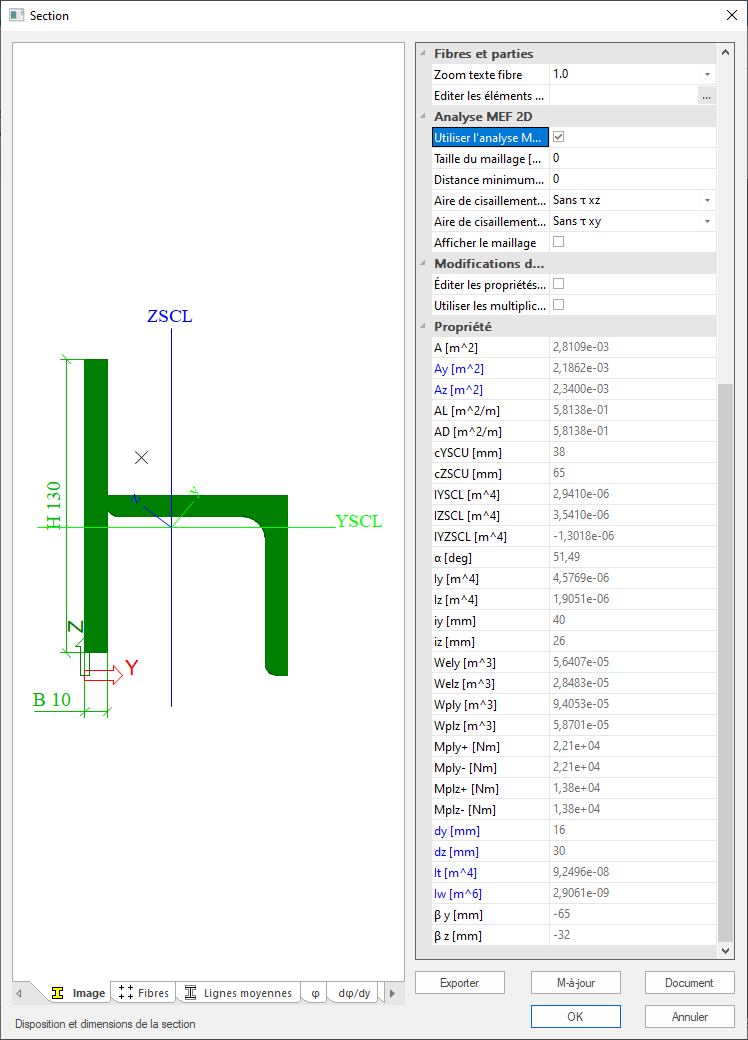 Section
ZSCL
YSCL
H 130
Z
Y
B 10
z
y
Image
Fibres
Lignes moyennes
φ
dφ/dy
Disposition et dimensions de la section
Fibres et parties
Zoom texte fibre 1.0
Editer les éléments ... ...
Analyse MEF 2D
Utiliser l'analyse M...
Taille du maillage [... 0
Distance minimum... 0
Aire de cisaillement... Sans τ xz
Aire de cisaillement... Sans τ xy
Afficher le maillage
Modifications d...
Éditer les propriétés...
Utiliser les multiplic...
Propriété
A [m^2] 2,8109e-03
Ay [m^2] 2,1862e-03
Az [m^2] 2,3400e-03
AL [m^2/m] 5,8138e-01
AD [m^2/m] 5,8138e-01
cYSCU [mm] 38
cZSCU [mm] 65
IYSCL [m^4] 2,9410e-06
IZSCL [m^4] 3,5410e-06
IYZSCL [m^4] -1,3018e-06
α [deg] 51,49
Iy [m^4] 4,5769e-06
Iz [m^4] 1,9051e-06
iy [mm] 40
iz [mm] 26
Wely [m^3] 5,6407e-05
Welz [m^3] 2,8483e-05
Wply [m^3] 9,4053e-05
Wplz [m^3] 5,8701e-05
Mply+ [Nm] 2,21e+04
Mply- [Nm] 2,21e+04
Mplz+ [Nm] 1,38e+04
Mplz- [Nm] 1,38e+04
dy [mm] 16
dz [mm] 30
It [m^4] 9,2496e-08
Iw [m^6] 2,9061e-09
β y [mm] -65
β z [mm] -32
Exporter
M-à-jour
Document
OK
Annuler